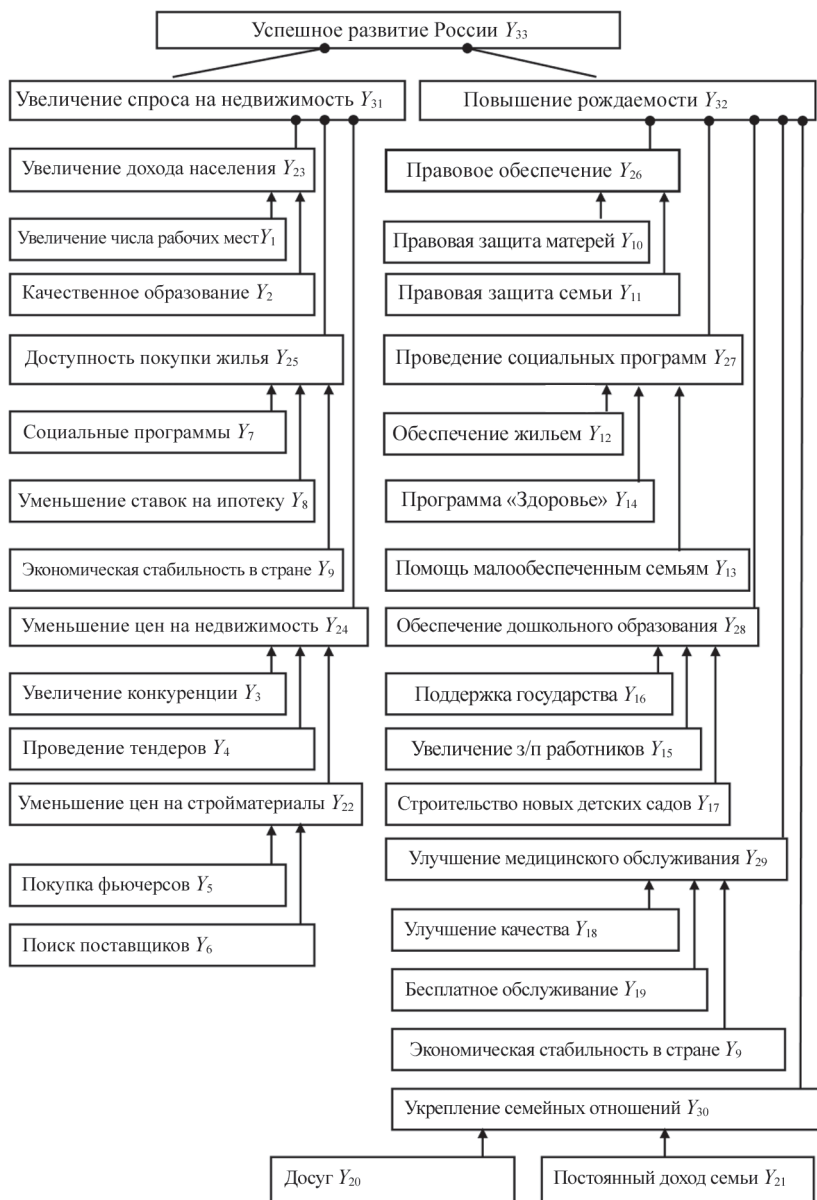 Успешное развитие России Y33
Увеличение спроса на недвижимость Y31
Увеличение дохода населения Y23
Увеличение числа рабочих местY1
Качественное образование Y2
Доступность покупки жилья Y25
Социальные программы Y7
Уменьшение ставок на ипотеку Y8
Экономическая стабильность в стране Y9
Уменьшение цен на недвижимость Y24
Увеличение конкуренции Y3
Проведение тендеров Y4
Уменьшение цен на стройматериалы Y22
Покупка фьючерсов Y5
Поиск поставщиков Y6
Повышение рождаемости Y32
Правовое обеспечение Y26
Правовая защита матерей Y10
Правовая защита семьи Y11
Проведение социальных программ Y27
Обеспечение жильем Y12
Программа «Здоровье» Y14
Помощь малообеспеченным семьям Y13
Обеспечение дошкольного образования Y28
Поддержка государства Y16
Увеличение з/п работников Y15
Строительство новых детских садов Y17
Улучшение медицинского обслуживания Y29
Улучшение качества Y18
Бесплатное обслуживание Y19
Экономическая стабильность в стране Y9
Укрепление семейных отношений Y30
Досуг Y20
Постоянный доход семьи Y21